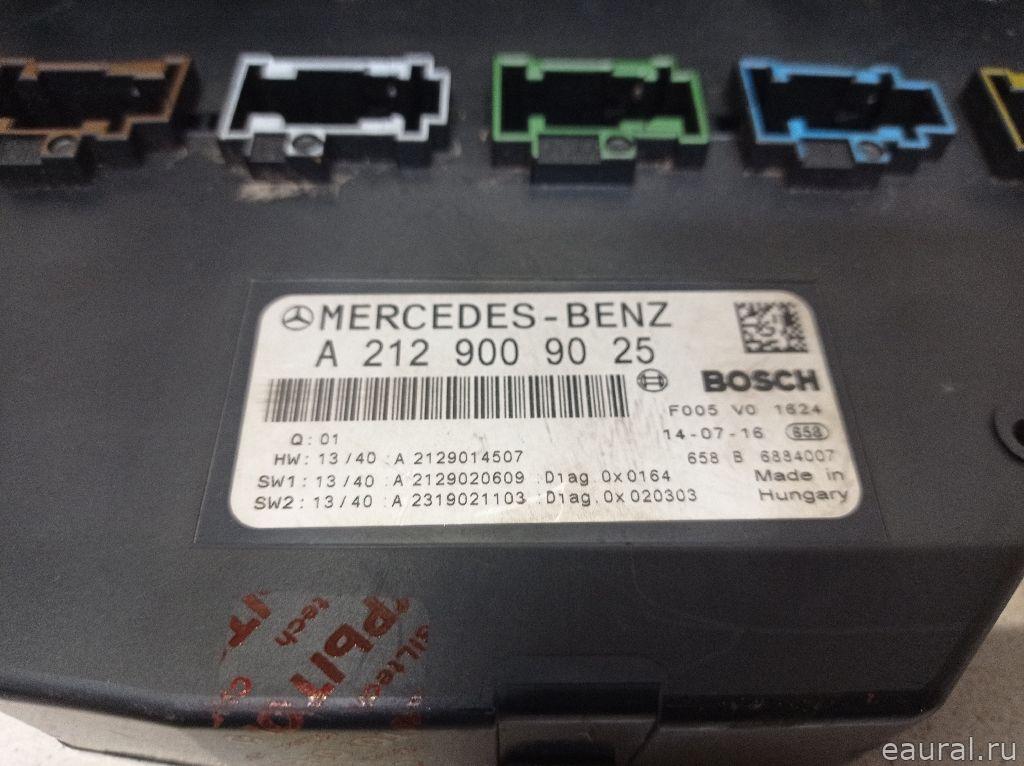 MERCEDES-BENZ
A 212 900 90 25
BOSCH
F005 V0 1624
Q: 01
14-07-16 658
HW: 13/40 :A 2129014507
658 B 6884007
SW1: 13/40 :A 2129020609 :Diag.0x0164
Made in
SW2: 13/40 :A 2319021103 :Diag.0x020303
Hungary
tech
eaural.ru